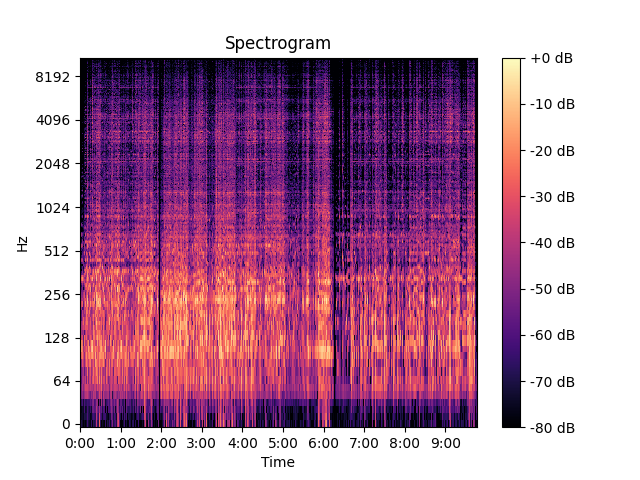 Spectrogram
8192
4096
2048
1024
512
256
128
64
0
Hz
0:00 1:00 2:00 3:00 4:00 5:00 6:00 7:00 8:00 9:00
Time
+0 dB
-10 dB
-20 dB
-30 dB
-40 dB
-50 dB
-60 dB
-70 dB
-80 dB